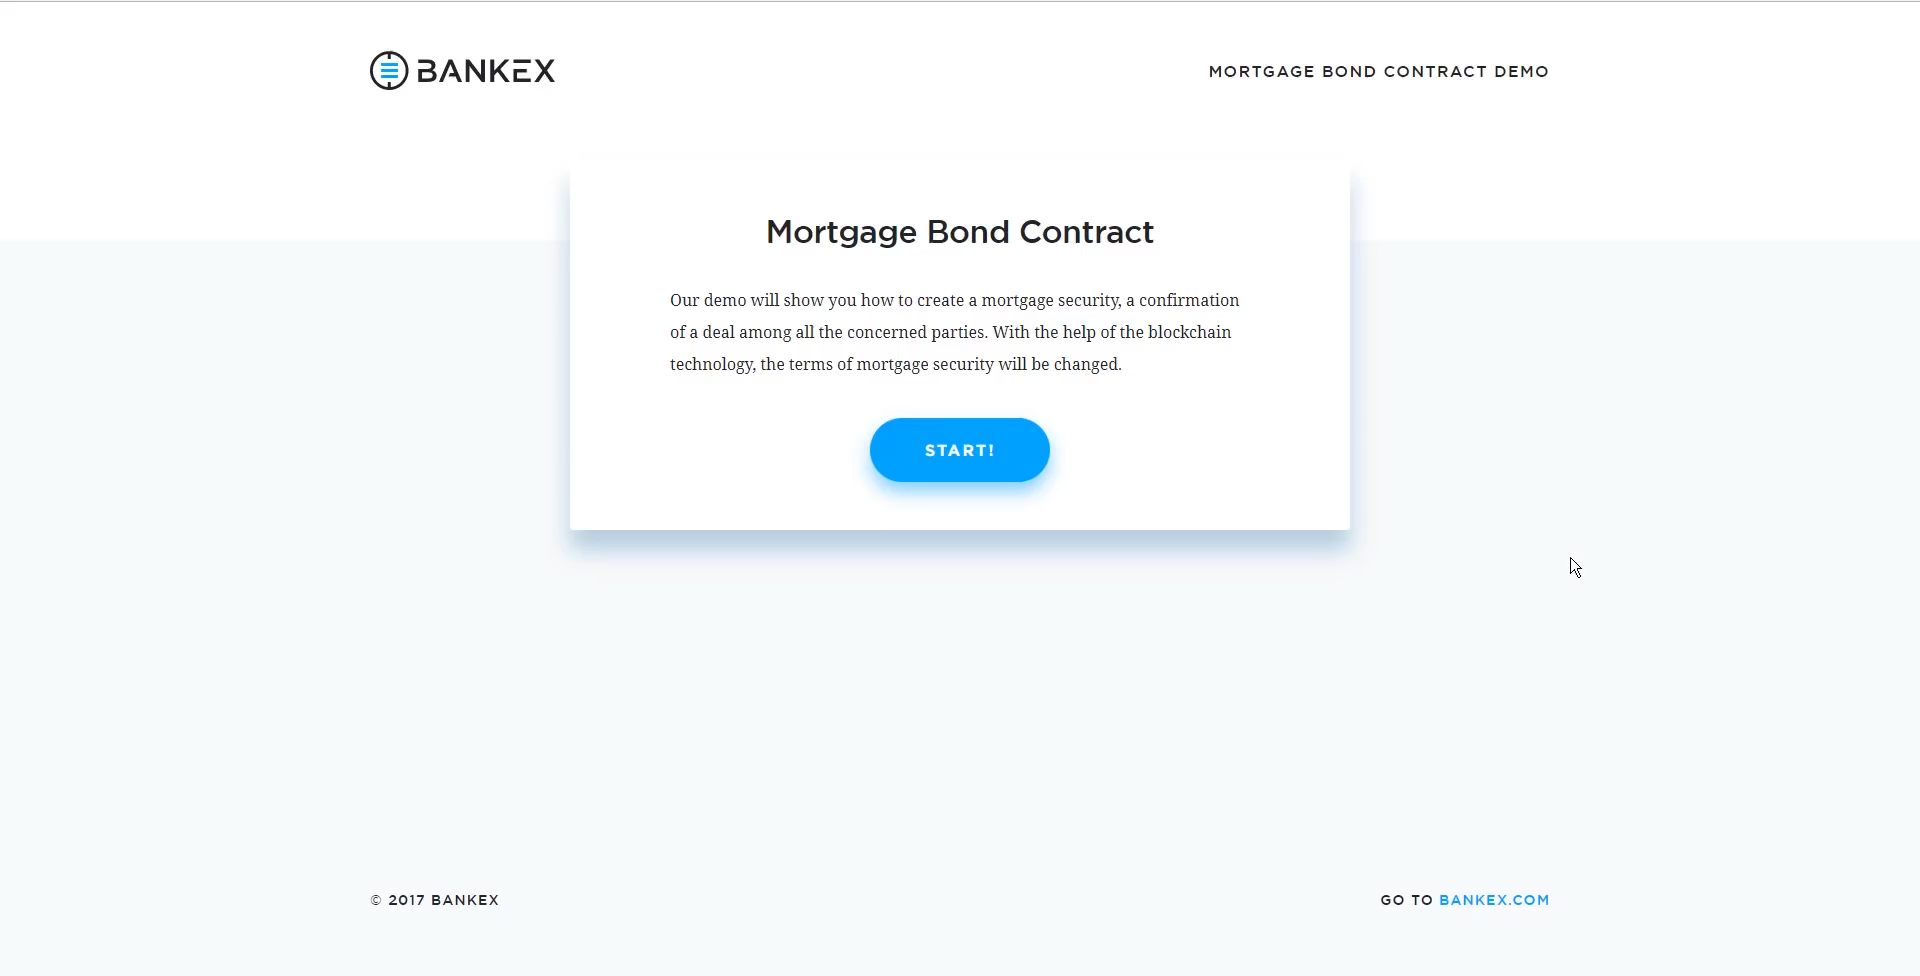 BANKEX
MORTGAGE BOND CONTRACT DEMO
Mortgage Bond Contract
Our demo will show you how to create a mortgage security, a confirmation
of a deal among all the concerned parties. With the help of the blockchain
technology, the terms of mortgage security will be changed.
START!
© 2017 BANKEX
GO TO BANKEX.COM